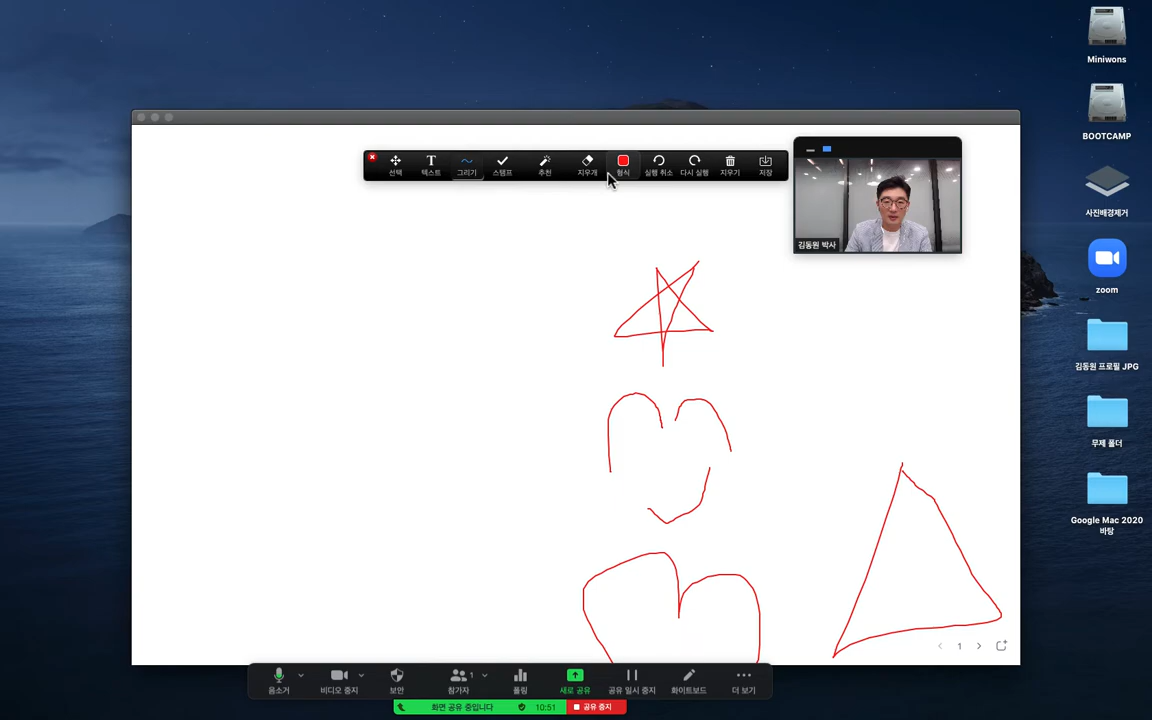 Miniwons
BOOTCAMP
사진배경제거
zoom
김동원 프로필 JPG
무제 폴더
Google Mac 2020
바탕
선택 텍스트 그리기 스탬프 추천 지우개 형식 실행 취소 다시 실행 지우기 저장
김동원 박사
1
음소거 비디오 중지 보안 참가자 1 폴링 새로 공유 공유 일시 중지 화이트보드 더 보기
화면 공유 중입니다 10:51 공유 중지